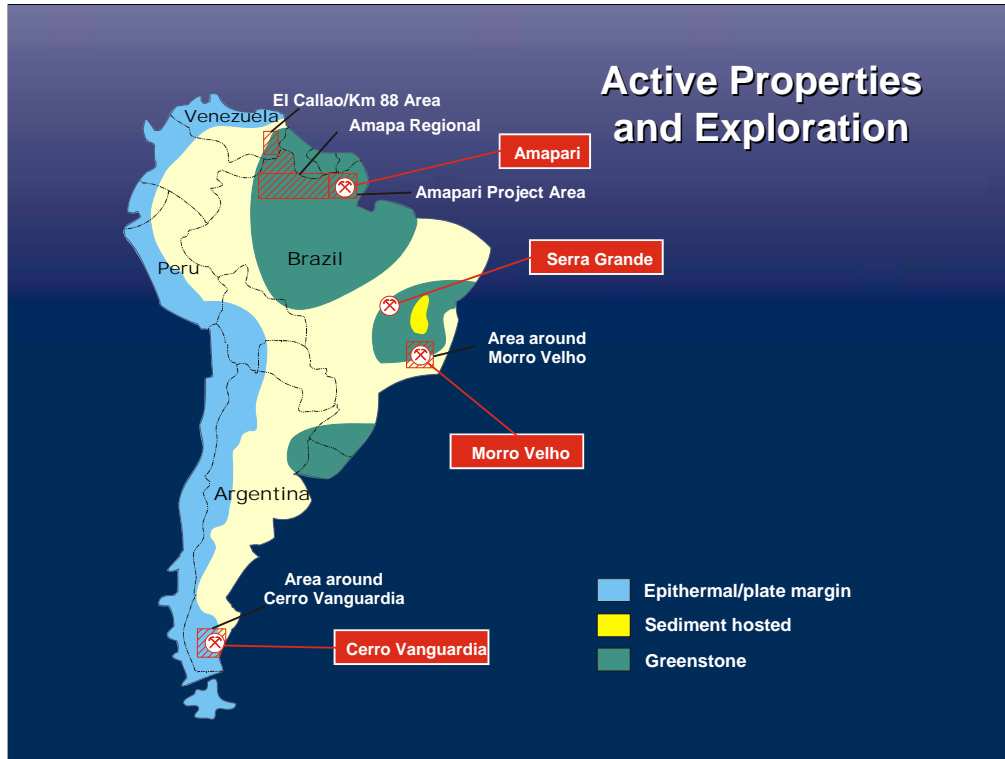 Active Properties
and Exploration
El Callao/Km 88 Area
Venezuela
Amapa Regional
Amapari
Amapari Project Area
Brazil
Peru
Serra Grande
Area around
Morro Velho
Morro Velho
Argentina
Area around
Cerro Vanguardia
Cerro Vanguardia
Epithermal/plate margin
Sediment hosted
Greenstone